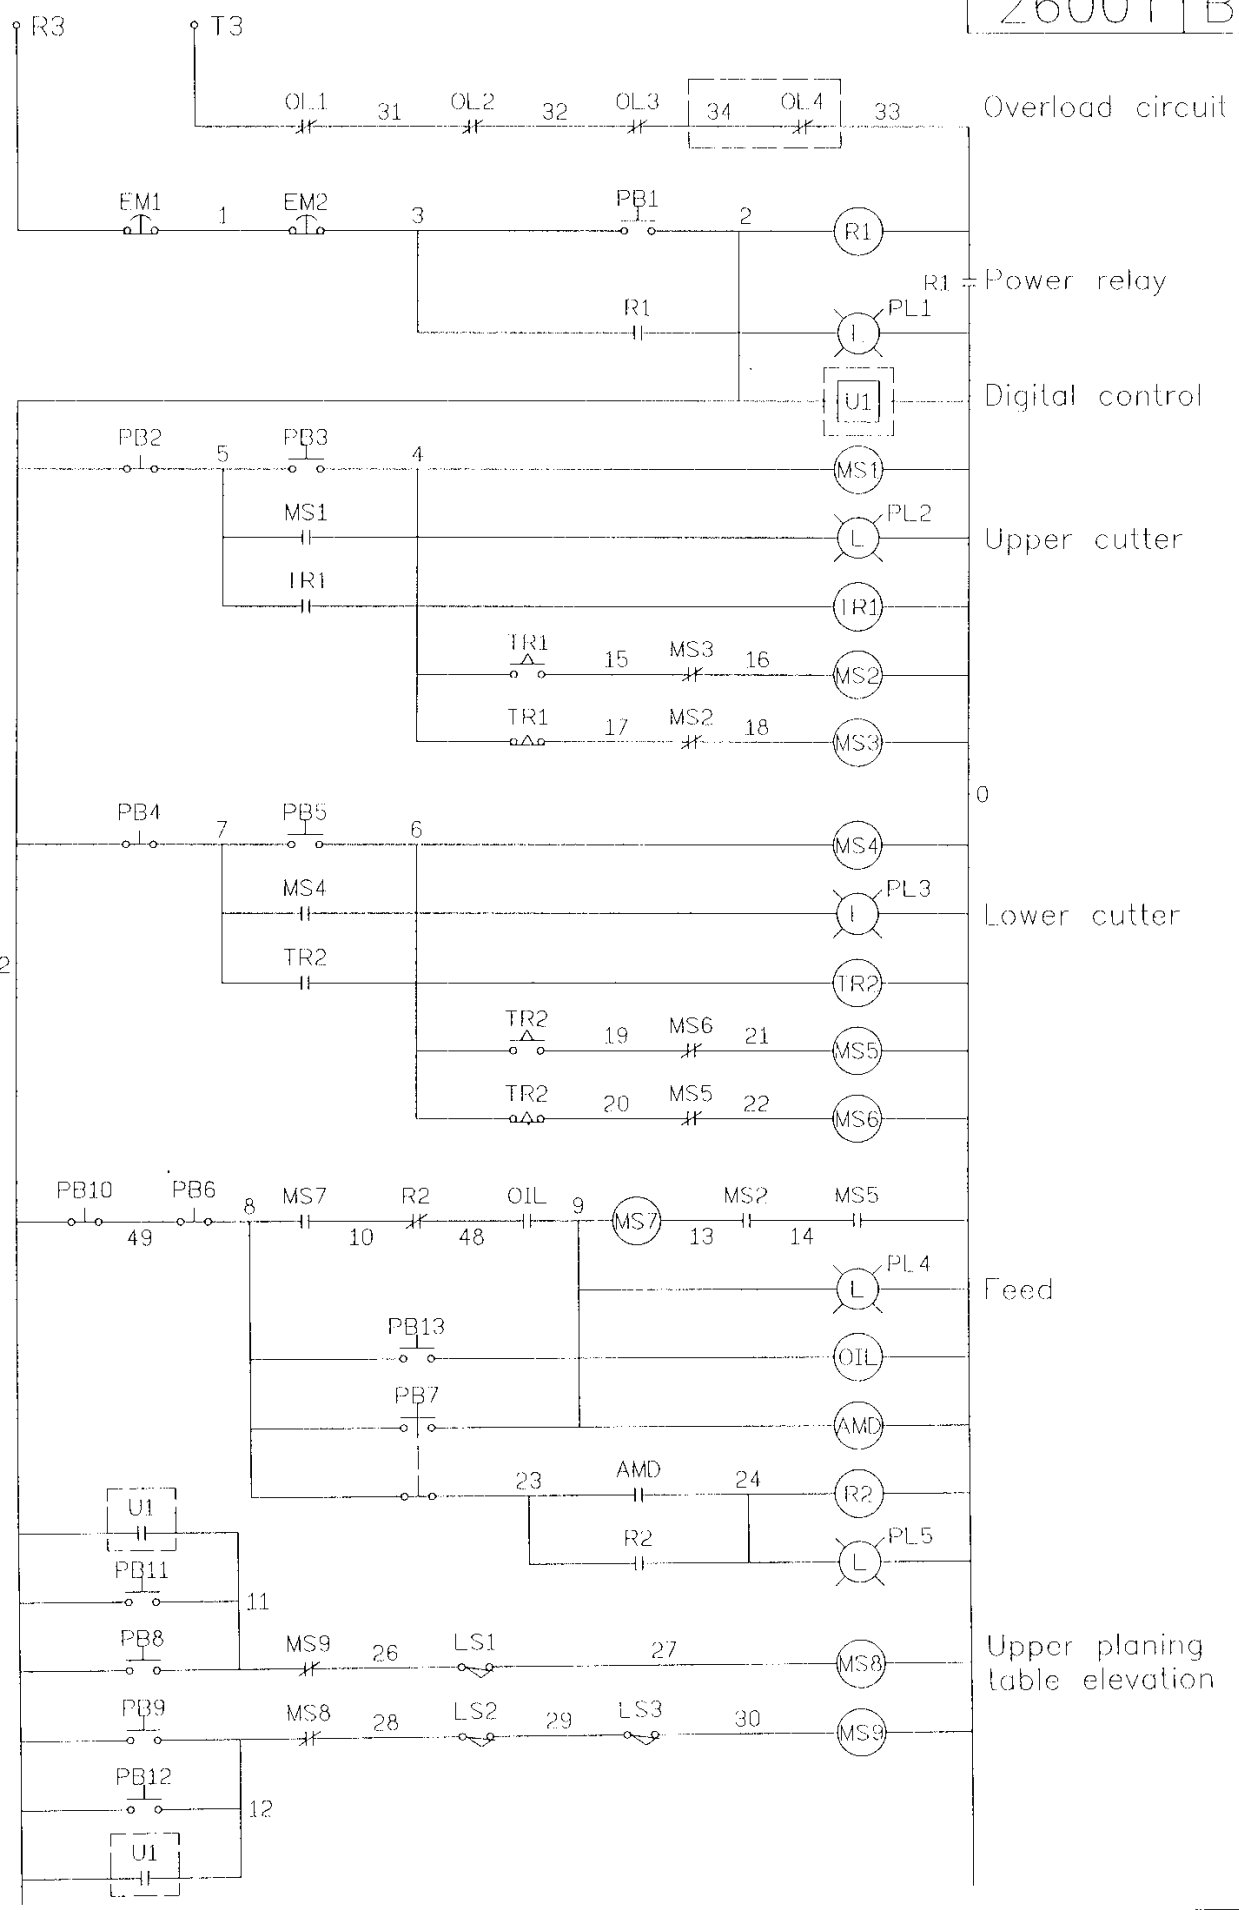 26001 B
R3 T3
OL1 31 OL2 32 OL3 34 OL4 33 Overload circuit
EM1 1 EM2 3 PB1 2 R1
R1 Power relay
R1 PL1
U1 Digital control
PB2 5 PB3 4 MS1
MS1 L PL2 Upper cutter
TR1 TR1
TR1 15 MS3 16 MS2
TR1 17 MS2 18 MS3
0
PB4 7 PB5 6 MS4
MS4 L PL3 Lower cutter
TR2 TR2
2
TR2 19 MS6 21 MS5
TR2 20 MS5 22 MS6
PB10 49 PB6 8 MS7 10 R2 48 OIL 9 MS7 13 MS2 14 MS5
L PL4 Feed
PB13 OIL
PB7 AMD
23 AMD 24 R2
U1
R2 L PL5
PB11 11
PB8 MS9 26 LS1 27 MS8 Upper planing
table elevation
PB9 MS8 28 LS2 29 LS3 30 MS9
PB12 12
U1